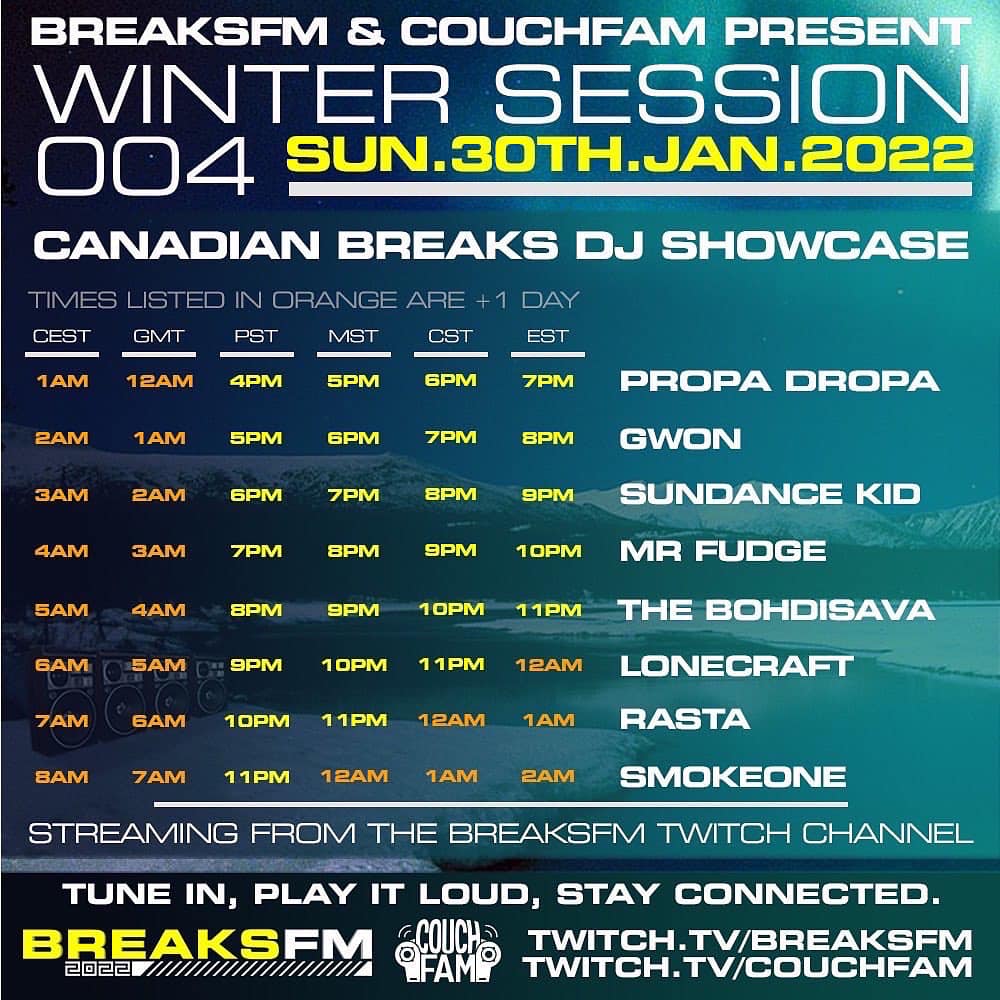 BREAKSFM & COUCHFAM PRESENT
WINTER SESSION
004 SUN.30TH.JAN.2022
CANADIAN BREAKS DJ SHOWCASE
TIMES LISTED IN ORANGE ARE +1 DAY
CEST GMT PST MST CST EST
1AM 12AM 4PM 5PM 6PM 7PM PROPA DROPA
2AM 1AM 5PM 6PM 7PM 8PM GWON
3AM 2AM 6PM 7PM 8PM 9PM SUNDANCE KID
4AM 3AM 7PM 8PM 9PM 10PM MR FUDGE
5AM 4AM 8PM 9PM 10PM 11PM THE BOHDISAVA
6AM 5AM 9PM 10PM 11PM 12AM LONECRAFT
7AM 6AM 10PM 11PM 12AM 1AM RASTA
8AM 7AM 11PM 12AM 1AM 2AM SMOKEONE
STREAMING FROM THE BREAKSFM TWITCH CHANNEL
TUNE IN, PLAY IT LOUD, STAY CONNECTED.
BREAKSFM
2022
COUCH
FAM
TWITCH.TV/BREAKSFM
TWITCH.TV/COUCHFAM